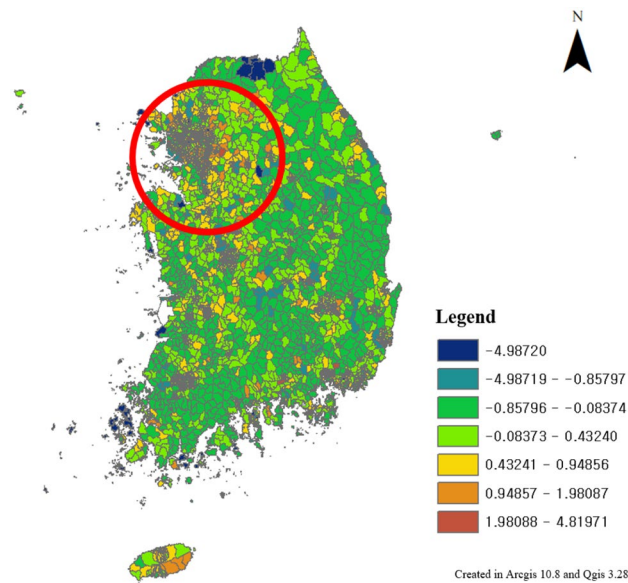 N
Legend
-4.98720
-4.98719 - -0.85797
-0.85796 - -0.08374
-0.08373 - 0.43240
0.43241 - 0.94856
0.94857 - 1.98087
1.98088 - 4.81971
Created in Arcgis 10.8 and Qgis 3.28